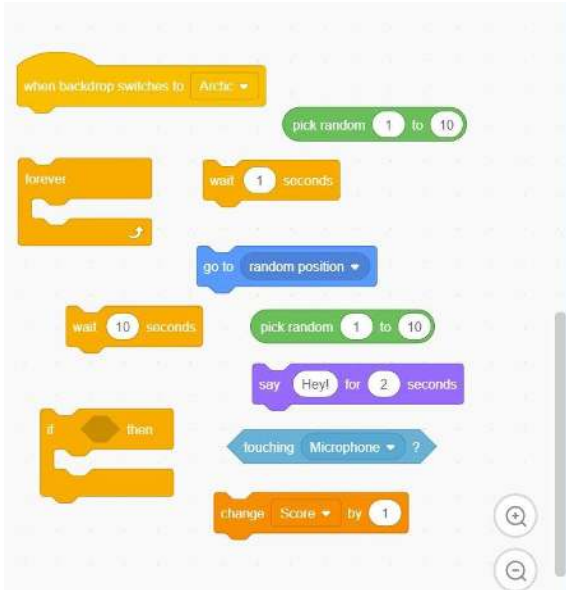 when backdrop switches to Arctic
pick random 1 to 10
forever
wait 1 seconds
go to random position
wait 10 seconds
pick random 1 to 10
say Hey! for 2 seconds
if then
touching Microphone ?
change Score by 1